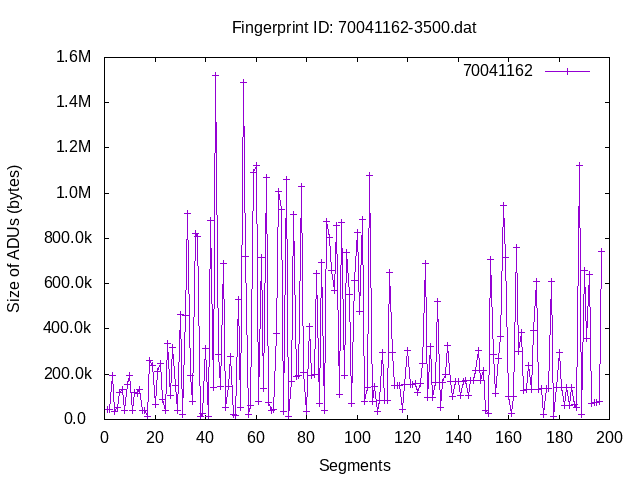 Fingerprint ID: 70041162-3500.dat
1.6M
1.4M
1.2M
1.0M
800.0k
600.0k
400.0k
200.0k
0.0
70041162
Size of ADUs (bytes)
0 20 40 60 80 100 120 140 160 180 200
Segments